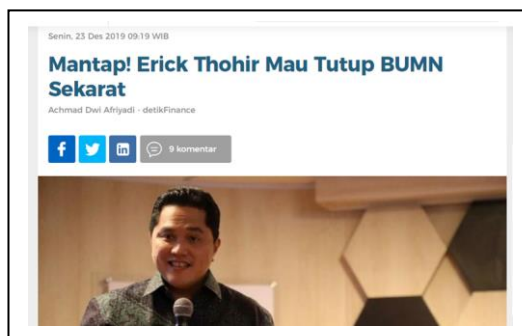 Senin, 23 Des 2019 09:19 WIB
Mantap! Erick Thohir Mau Tutup BUMN
Sekarat
Achmad Dwi Afriyadi - detikFinance
f in 9 komentar